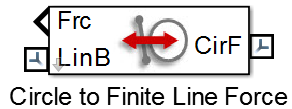 Frc
LinB
CirF
Circle to Finite Line Force